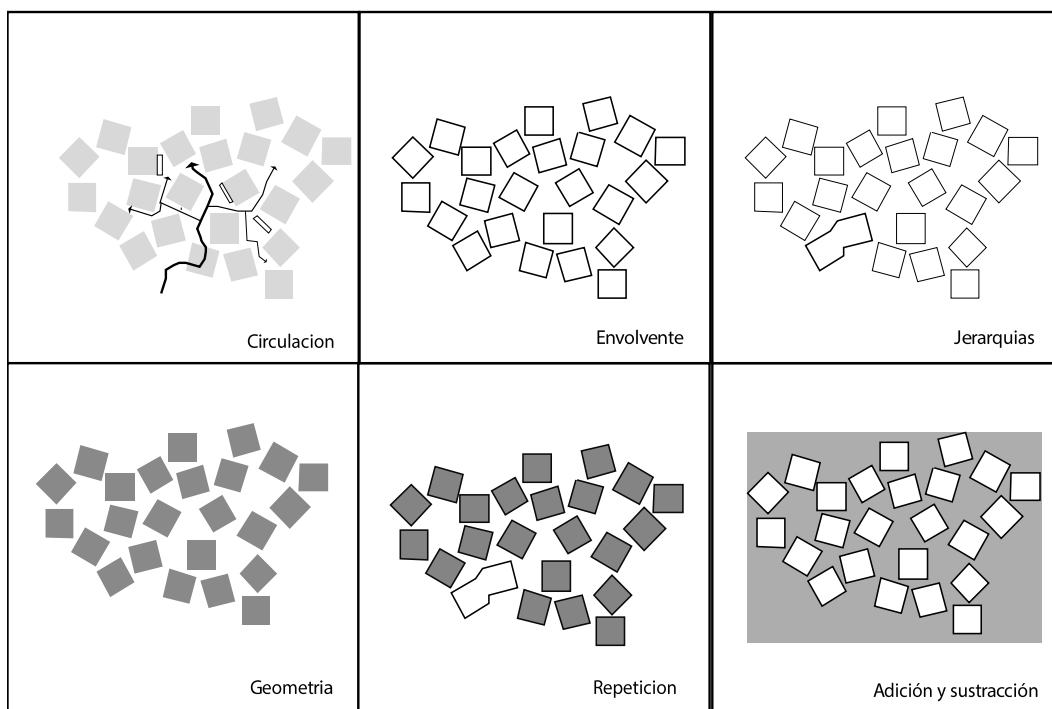 Circulacion
Envolvente
Jerarquias
Geometria
Repeticion
Adición y sustracción